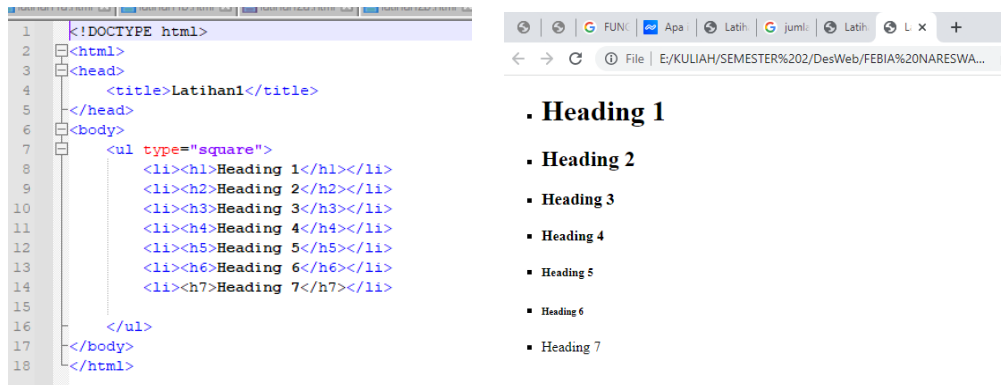 1 <!DOCTYPE html>
2 <html>
3 <head>
4 <title>Latihan1</title>
5 </head>
6 <body>
7 <ul type="square">
8 <li><h1>Heading 1</h1></li>
9 <li><h2>Heading 2</h2></li>
10 <li><h3>Heading 3</h3></li>
11 <li><h4>Heading 4</h4></li>
12 <li><h5>Heading 5</h5></li>
13 <li><h6>Heading 6</h6></li>
14 <li><h7>Heading 7</h7></li>
15
16 </ul>
17 </body>
18 </html>
FUNC Apa i Latih jumla Latih L
File E:/KULIAH/SEMESTER%202/DesWeb/FEBIA%20NARESWA...
Heading 1
Heading 2
Heading 3
Heading 4
Heading 5
Heading 6
Heading 7